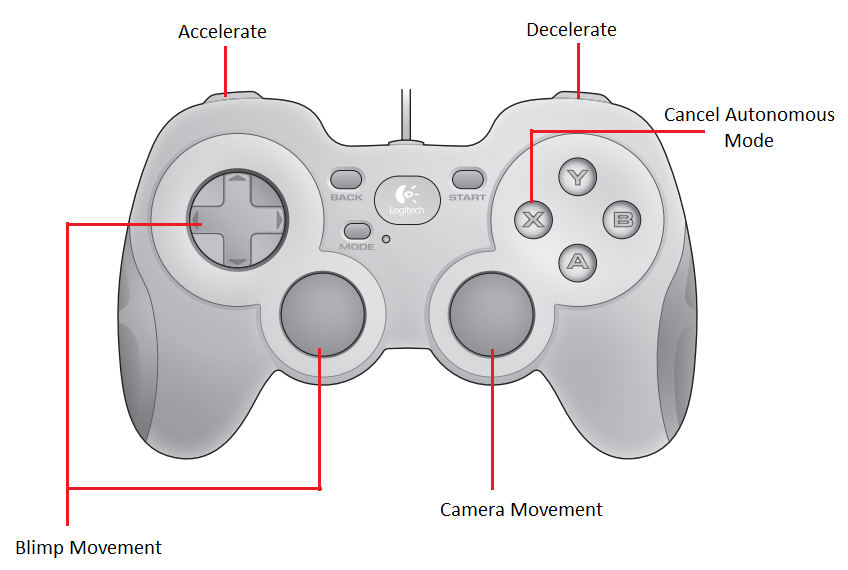 Accelerate
Decelerate
Cancel Autonomous
Mode
Y
BACK
START
Logitech
X
B
MODE
A
Camera Movement
Blimp Movement